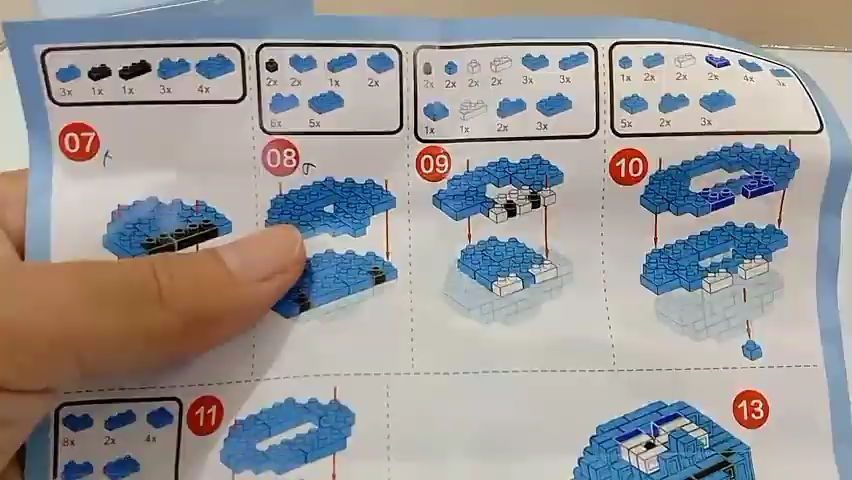 3x 1x 1x 3x 4x
2x 2x 1x 2x
6x 5x
2x 2x 2x 2x 3x 3x
1x 1x 2x 3x
1x 2x 2x 2x 4x 3x
5x 2x 3x
07
08
09
10
8x 2x 4x
11
13